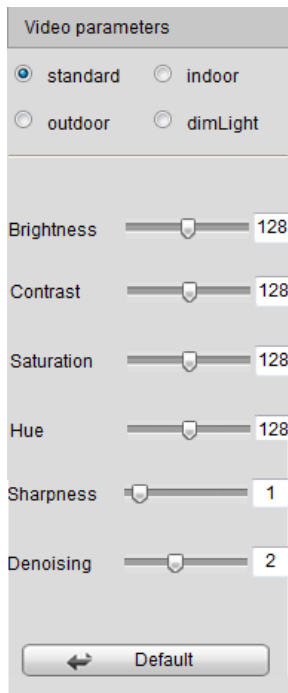 Video parameters
standard indoor
outdoor dimLight
Brightness 128
Contrast 128
Saturation 128
Hue 128
Sharpness 1
Denoising 2
Default